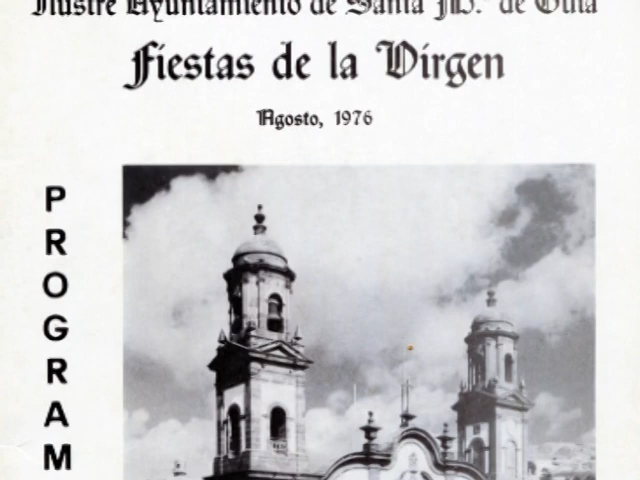 Ilustre Ayuntamiento de Santa M.ª de Guía
Fiestas de la Virgen
Agosto, 1976
PROGRAM